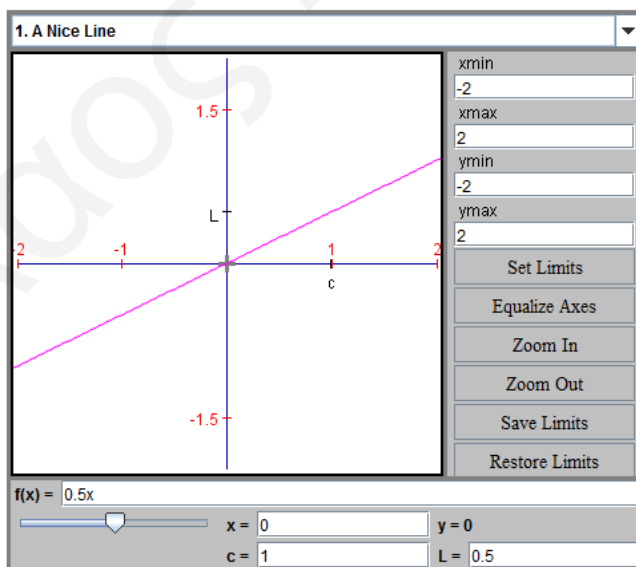 1. A Nice Line
xmin
-2
xmax
2
ymin
-2
ymax
2
Set Limits
Equalize Axes
Zoom In
Zoom Out
Save Limits
Restore Limits
1.5
L
-2 -1 1 2
c
-1.5
f(x) = 0.5x
x = 0 y = 0
c = 1 L = 0.5